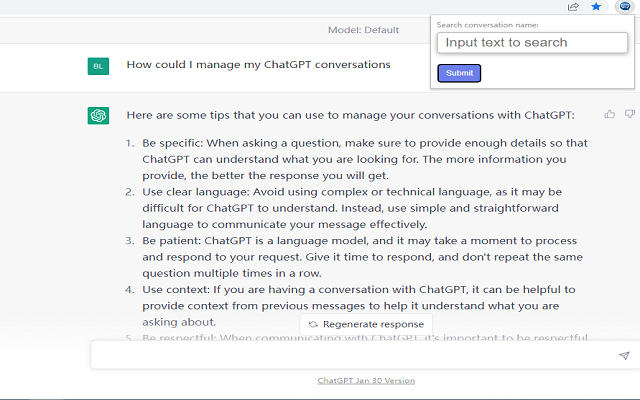 Model: Default
Search conversation name:
Input text to search
Submit
BL
How could I manage my ChatGPT conversations
Here are some tips that you can use to manage your conversations with ChatGPT:
1. Be specific: When asking a question, make sure to provide enough details so that
ChatGPT can understand what you are looking for. The more information you
provide, the better the response you will get.
2. Use clear language: Avoid using complex or technical language, as it may be
difficult for ChatGPT to understand. Instead, use simple and straightforward
language to communicate your message effectively.
3. Be patient: ChatGPT is a language model, and it may take a moment to process
and respond to your request. Give it time to respond, and don't repeat the same
question multiple times in a row.
4. Use context: If you are having a conversation with ChatGPT, it can be helpful to
provide context from previous messages to help it understand what you are
asking about.
Regenerate response
5. Be respectful: When communicating with ChatGPT, it's important to be respectful
ChatGPT Jan 30 Version